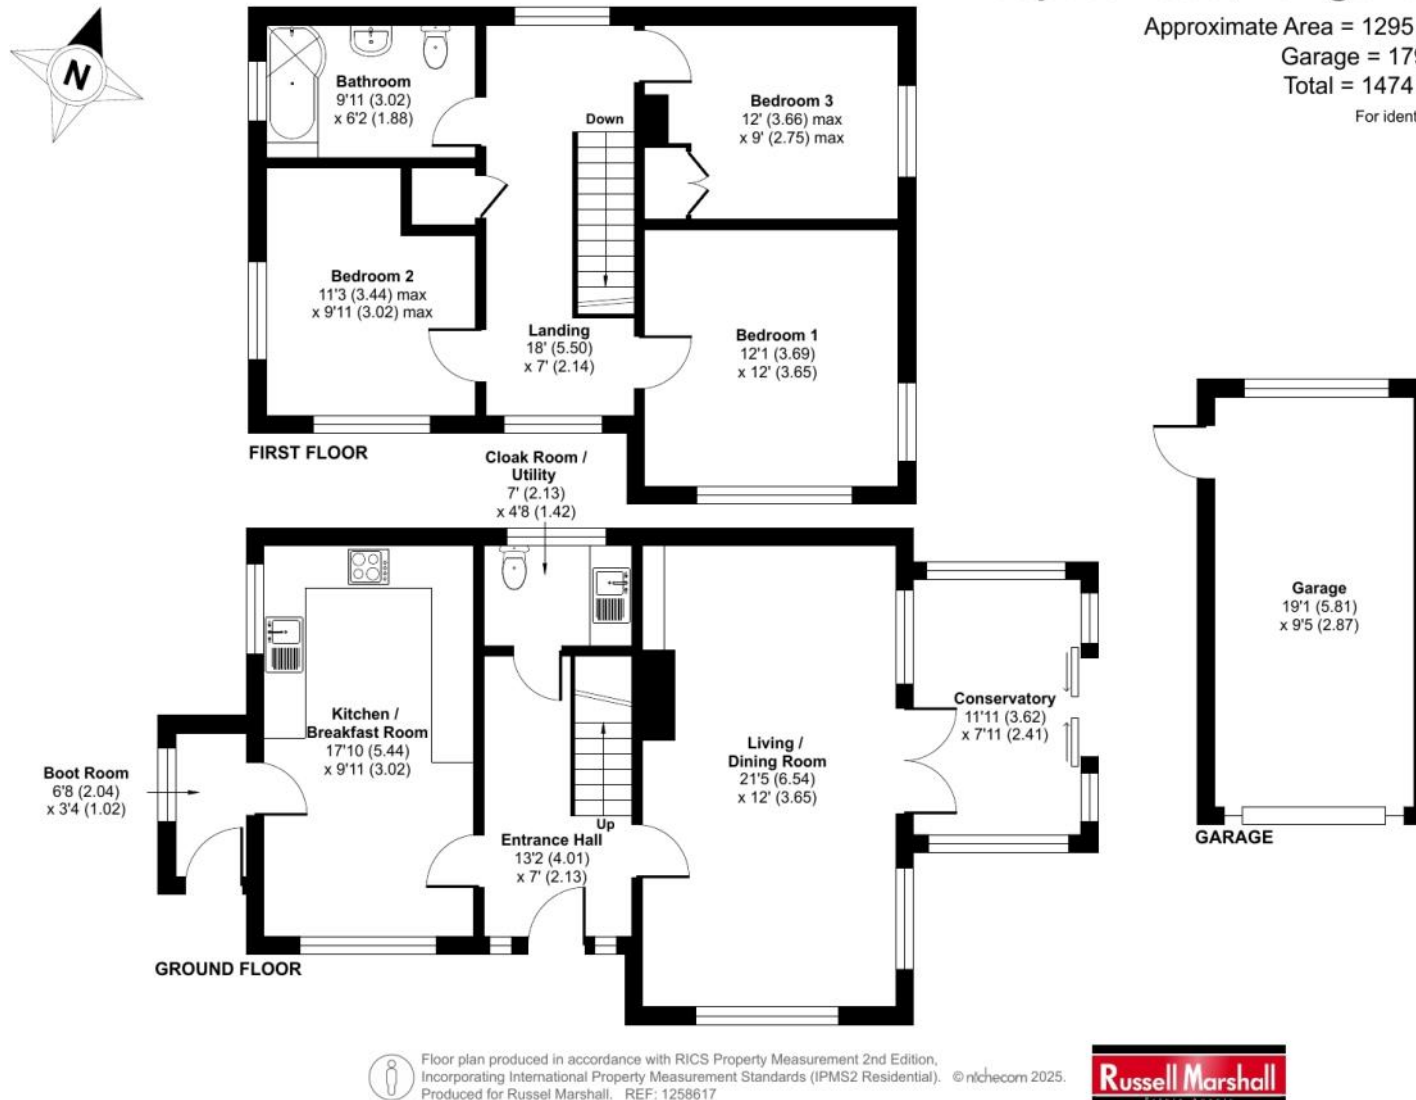 Approximate Area = 1295
Garage = 179
Total = 1474
For ident
N
Bathroom
9'11 (3.02)
x 6'2 (1.88)
Down
Bedroom 3
12' (3.66) max
x 9' (2.75) max
Bedroom 2
11'3 (3.44) max
x 9'11 (3.02) max
Landing
18' (5.50)
x 7' (2.14)
Bedroom 1
12'1 (3.69)
x 12' (3.65)
FIRST FLOOR
Cloak Room /
Utility
7' (2.13)
x 4'8 (1.42)
Kitchen /
Breakfast Room
17'10 (5.44)
x 9'11 (3.02)
Boot Room
6'8 (2.04)
x 3'4 (1.02)
Up
Entrance Hall
13'2 (4.01)
x 7' (2.13)
Living /
Dining Room
21'5 (6.54)
x 12' (3.65)
Conservatory
11'11 (3.62)
x 7'11 (2.41)
Garage
19'1 (5.81)
x 9'5 (2.87)
GARAGE
GROUND FLOOR
Floor plan produced in accordance with RICS Property Measurement 2nd Edition,
Incorporating International Property Measurement Standards (IPMS2 Residential). © nichecom 2025.
Produced for Russel Marshall. REF: 1258617
Russell Marshall